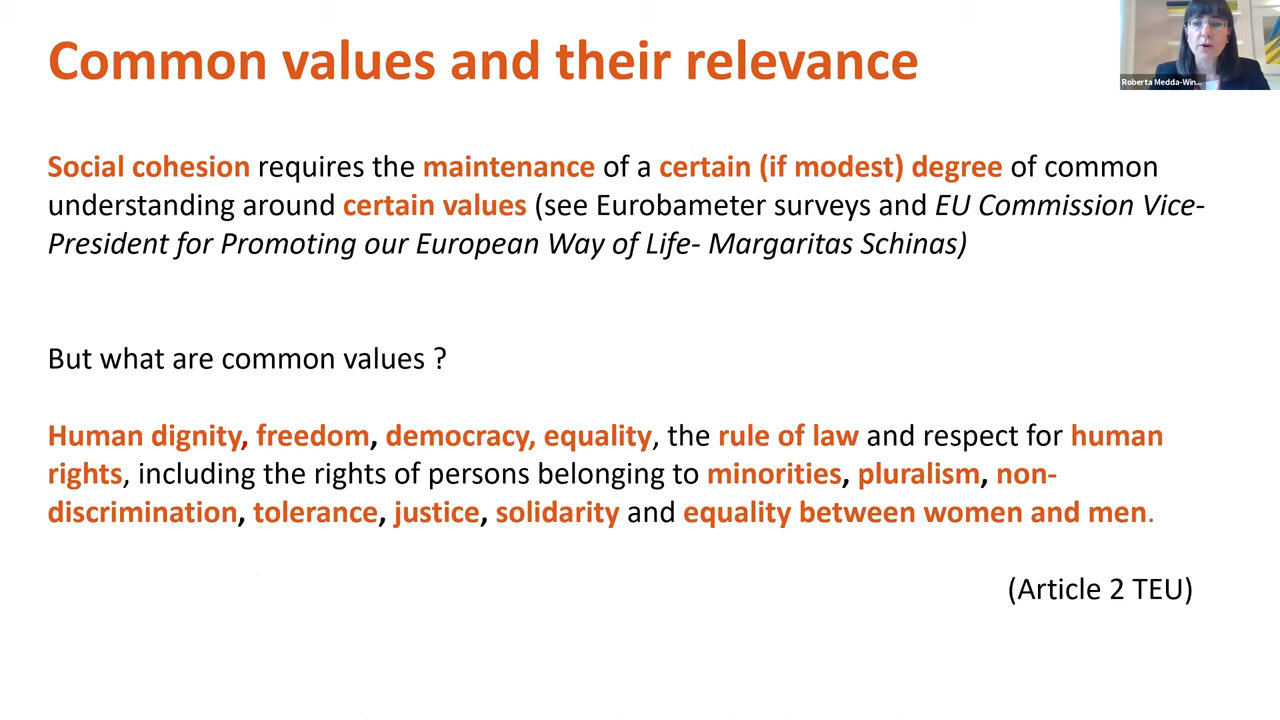 Common values and their relevance
Roberta Medda-Win...
Social cohesion requires the maintenance of a certain (if modest) degree of common
understanding around certain values (see Eurobameter surveys and EU Commission Vice-
President for Promoting our European Way of Life- Margaritas Schinas)
But what are common values ?
Human dignity, freedom, democracy, equality, the rule of law and respect for human
rights, including the rights of persons belonging to minorities, pluralism, non-
discrimination, tolerance, justice, solidarity and equality between women and men.
(Article 2 TEU)